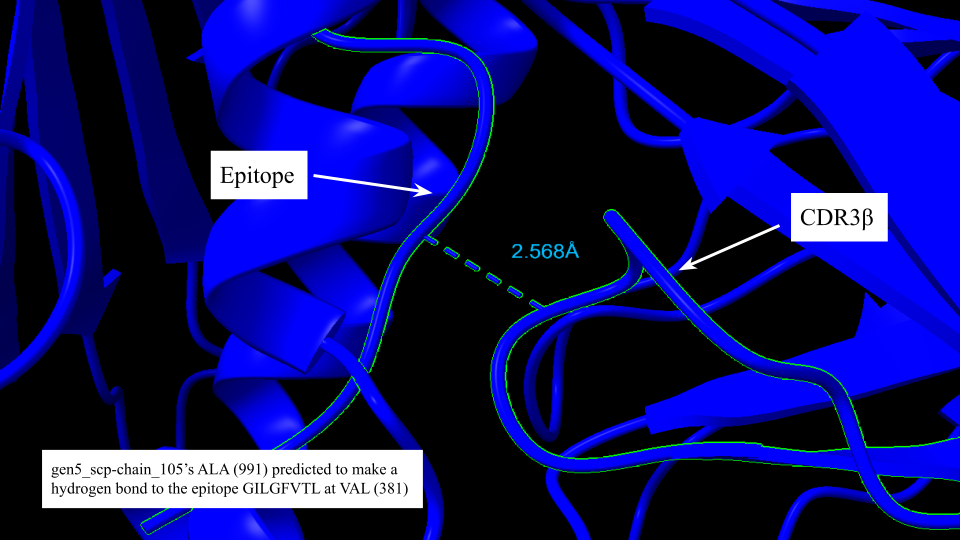 Epitope
CDR3β
2.568Å
gen5_scp-chain_105's ALA (991) predicted to make a
hydrogen bond to the epitope GILGFVTL at VAL (381)